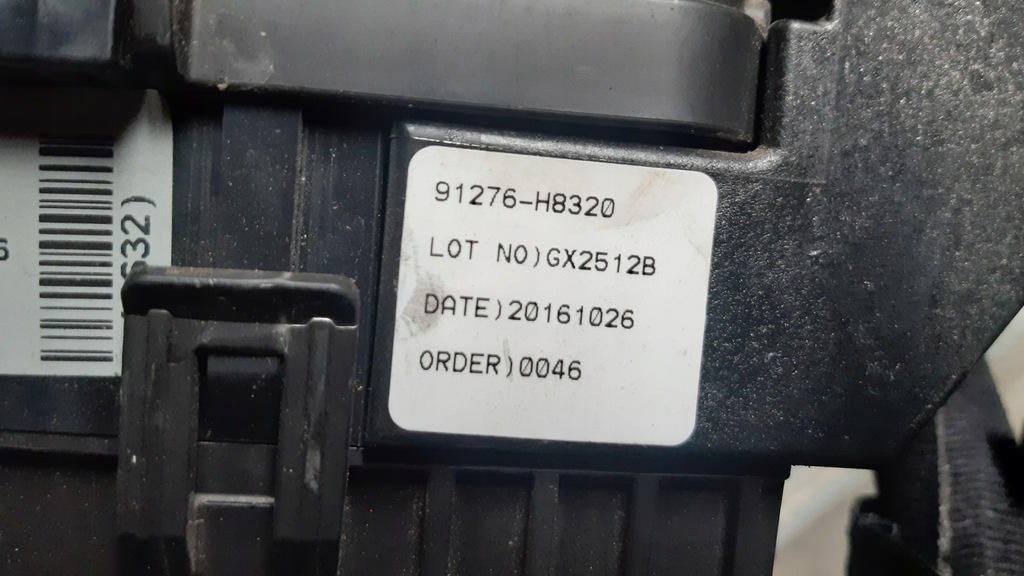 91276-H8320
LOT NO)GX2512B
DATE)20161026
ORDER)0046